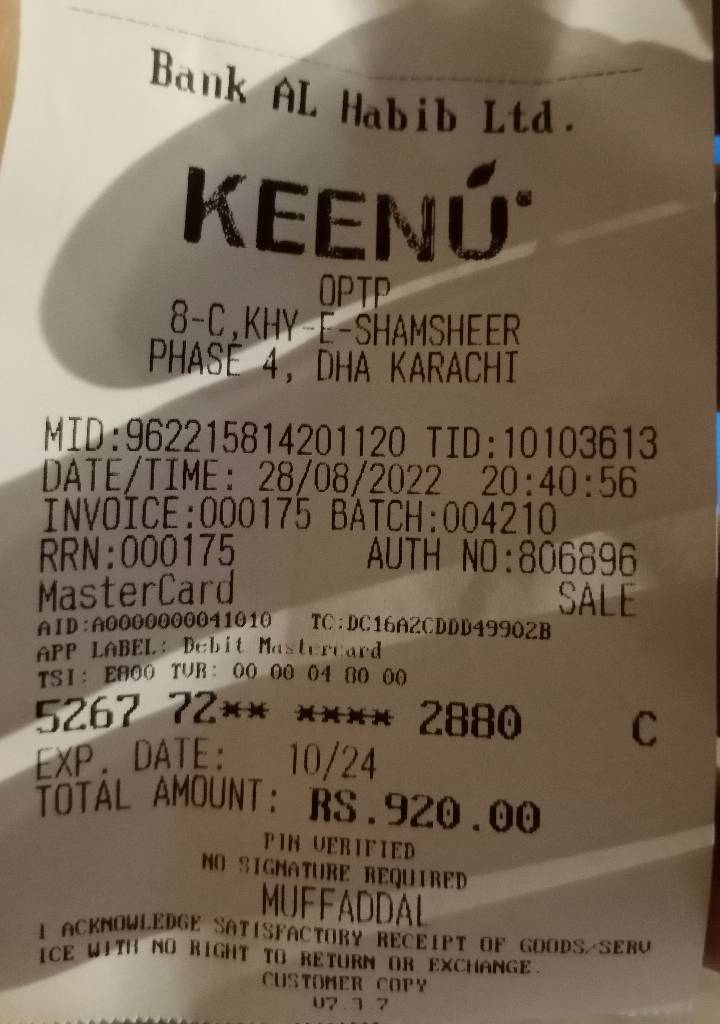 Bank AL Habib Ltd.
KEENU
OPTP
8-C,KHY-E-SHAMSHEER
PHASE 4, DHA KARACHI
MID:962215814201120 TID:10103613
DATE/TIME: 28/08/2022 20:40:56
INVOICE:000175 BATCH:004210
RRN:000175 AUTH NO:806896
MasterCard SALE
AID:A0000000041010 TC:DC16A2CDDD49902B
APP LABEL: Debit Mastercard
TSI: E800 TVR: 00 00 04 80 00
5267 72** **** 2880 C
EXP. DATE: 10/24
TOTAL AMOUNT: RS.920.00
PIN VERIFIED
NO SIGNATURE REQUIRED
MUFFADDAL
I ACKNOWLEDGE SATISFACTORY RECEIPT OF GOODS/SERV
ICE WITH NO RIGHT TO RETURN OR EXCHANGE.
CUSTOMER COPY
V7.3.7